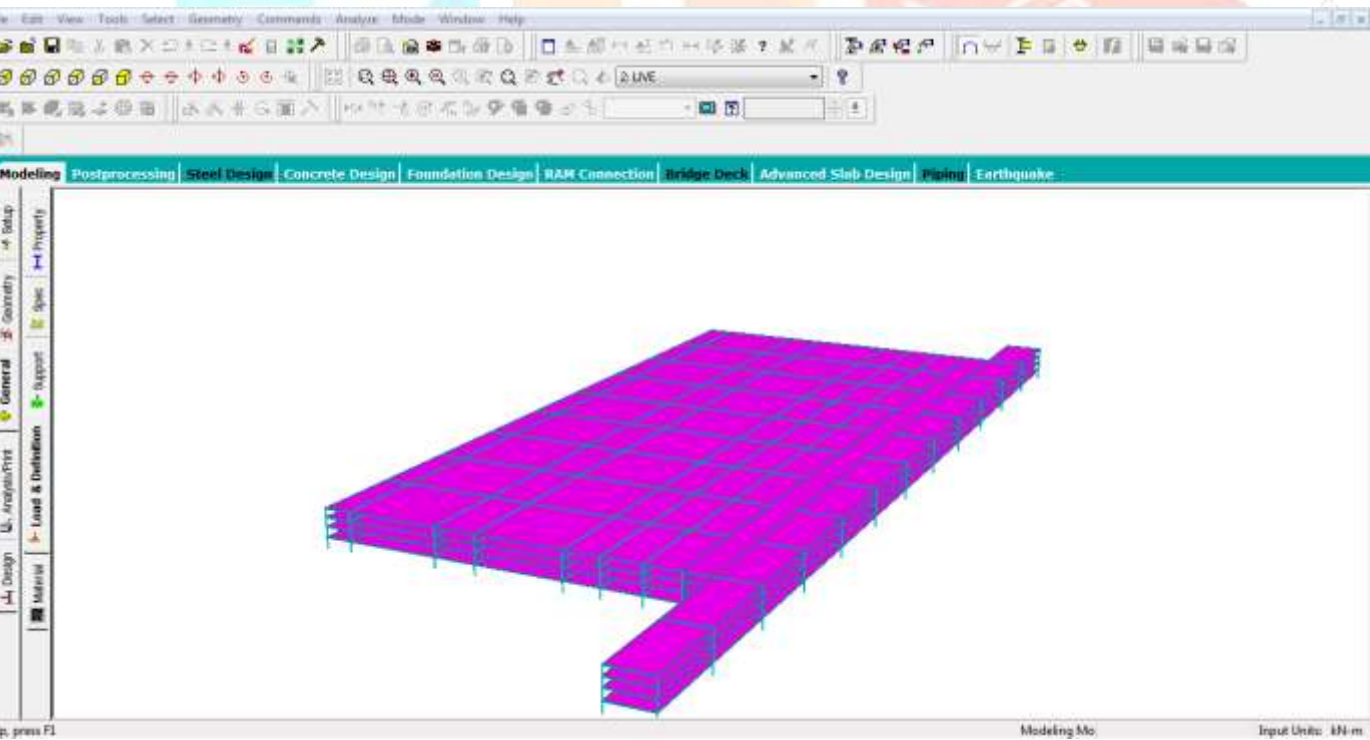 Edit View Tools Select Geometry Commands Analyze Mode Window Help
2: LIVE
Modeling Postprocessing Steel Design Concrete Design Foundation Design RAM Connection Bridge Deck Advanced Slab Design Piping Earthquake
Setup
Geometry
General
Analysis/Print
Design
Property
Spec
Support
Load & Definition
Material
p, press F1
Modeling Mo
Input Units: kN-m